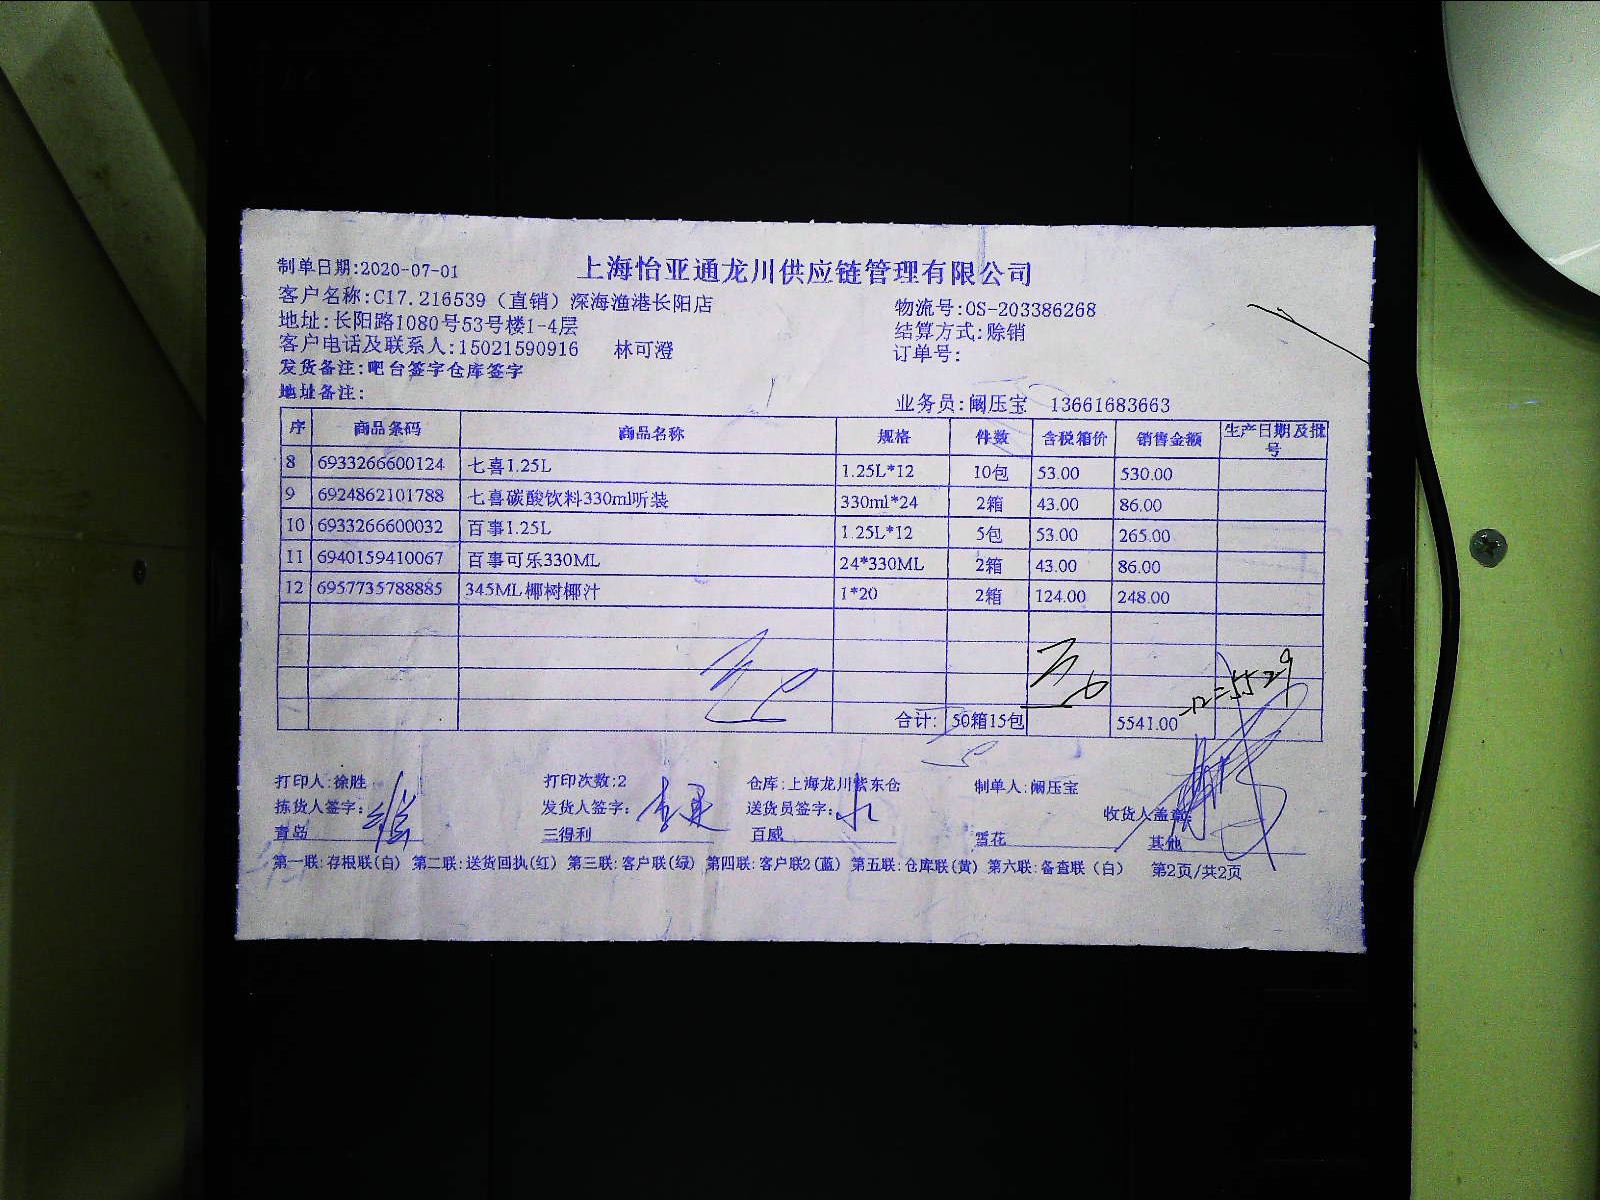 上海怡亚通龙川供应链管理有限公司
制单日期:2020-07-01
客户名称:C17.216539（直销）深海渔港长阳店 物流号:OS-203386268
地址:长阳路1080号53号楼1-4层 结算方式:赊销
客户电话及联系人:15021590916 林可澄 订单号:
发货备注:吧台签字仓库签字
地址备注: 业务员:阚压宝 13661683663
序 商品条码 商品名称 规格 件数 含税箱价 销售金额 生产日期及批号
8 6933266600124 七喜1.25L 1.25L*12 10包 53.00 530.00
9 6924862101788 七喜碳酸饮料330ml听装 330ml*24 2箱 43.00 86.00
10 6933266600032 百事1.25L 1.25L*12 5包 53.00 265.00
11 6940159410067 百事可乐330ML 24*330ML 2箱 43.00 86.00
12 6957735788885 345ML椰树椰汁 1*20 2箱 124.00 248.00
合计: 50箱15包 5541.00 -12=5529
打印人:徐胜 打印次数:2 仓库:上海龙川紫东仓 制单人:阚压宝
拣货人签字: 发货人签字: 送货员签字: 收货人盖章:
青岛 三得利 百威 雪花 其他
第一联:存根联(白) 第二联:送货回执(红) 第三联:客户联(绿) 第四联:客户联2(蓝) 第五联:仓库联(黄) 第六联:备查联(白) 第2页/共2页